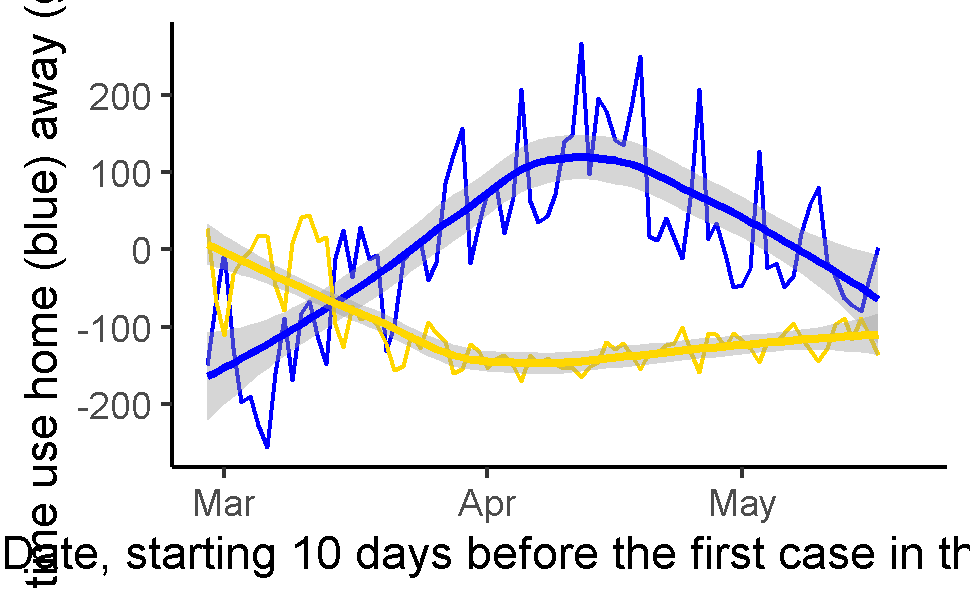 time use home (blue) away (
200
100
0
-100
-200
Mar Apr May
Date, starting 10 days before the first case in th